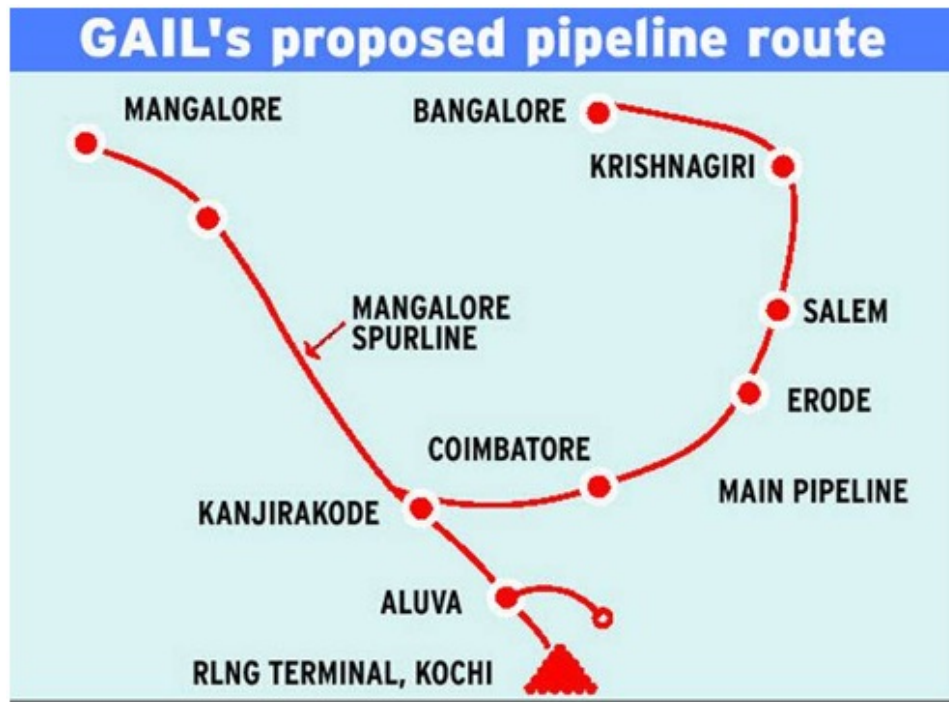 GAIL's proposed pipeline route
MANGALORE
BANGALORE
KRISHNAGIRI
MANGALORE
SPURLINE
SALEM
ERODE
COIMBATORE
MAIN PIPELINE
KANJIRAKODE
ALUVA
RLNG TERMINAL, KOCHI